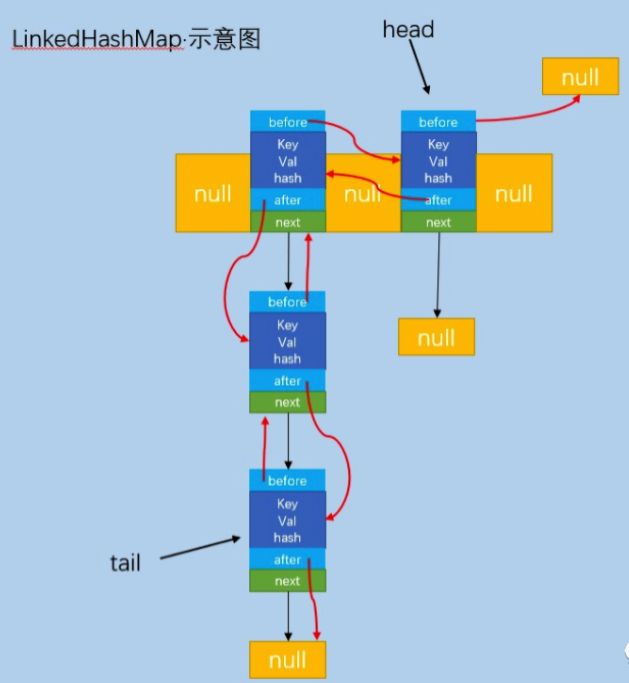 LinkedHashMap·示意图
head
null
before
Key
Val
hash
after
next
before
Key
Val
hash
after
next
null
null
null
before
Key
Val
hash
after
next
null
before
Key
Val
hash
after
next
tail
null